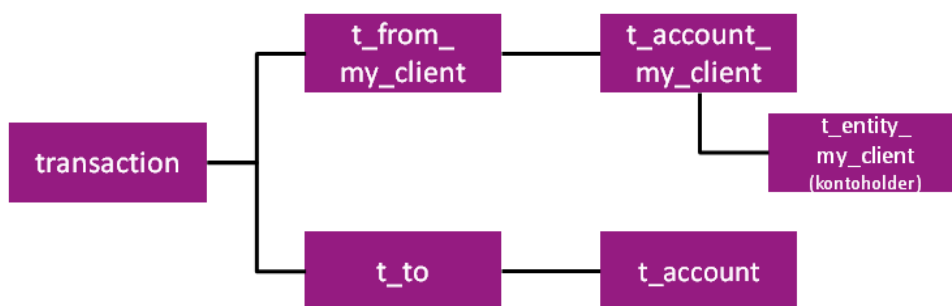 t_from_
my_client
t_account_
my_client
t_entity_
my_client
(kontoholder)
transaction
t_to
t_account